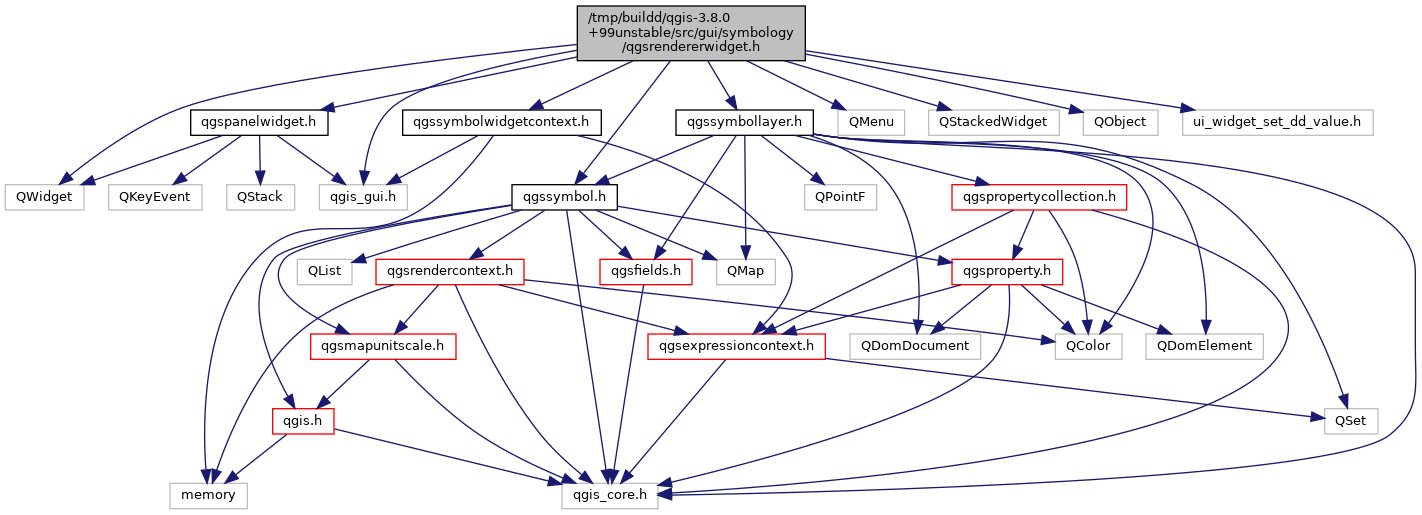 /tmp/buildd/qgis-3.8.0
+99unstable/src/gui/symbology
/qgsrendererwidget.h
qgspanelwidget.h
qgssymbolwidgetcontext.h
qgssymbollayer.h
QMenu
QStackedWidget
QObject
ui_widget_set_dd_value.h
QWidget
QKeyEvent
QStack
qgis_gui.h
qgssymbol.h
QPointF
qgspropertycollection.h
QList
qgsrendercontext.h
qgsfields.h
QMap
qgsproperty.h
qgsmapunitscale.h
qgsexpressioncontext.h
QDomDocument
QColor
QDomElement
qgis.h
QSet
memory
qgis_core.h